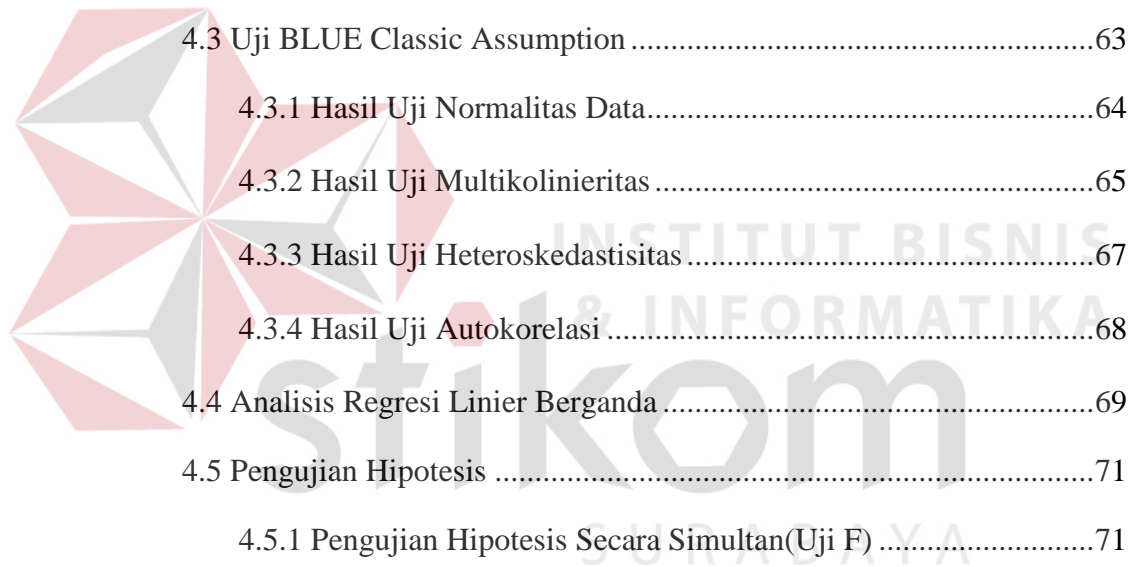 4.3 Uji BLUE Classic Assumption ............................................................63
4.3.1 Hasil Uji Normalitas Data.........................................................64
4.3.2 Hasil Uji Multikolinieritas ........................................................65
INSTITUT BISNIS
4.3.3 Hasil Uji Heteroskedastisitas ....................................................67
& INFORMATIKA
4.3.4 Hasil Uji Autokorelasi ..............................................................68
stikom
4.4 Analisis Regresi Linier Berganda ........................................................69
4.5 Pengujian Hipotesis .............................................................................71
4.5.1 Pengujian Hipotesis Secara Simultan(Uji F) ............................71
SURABAYA